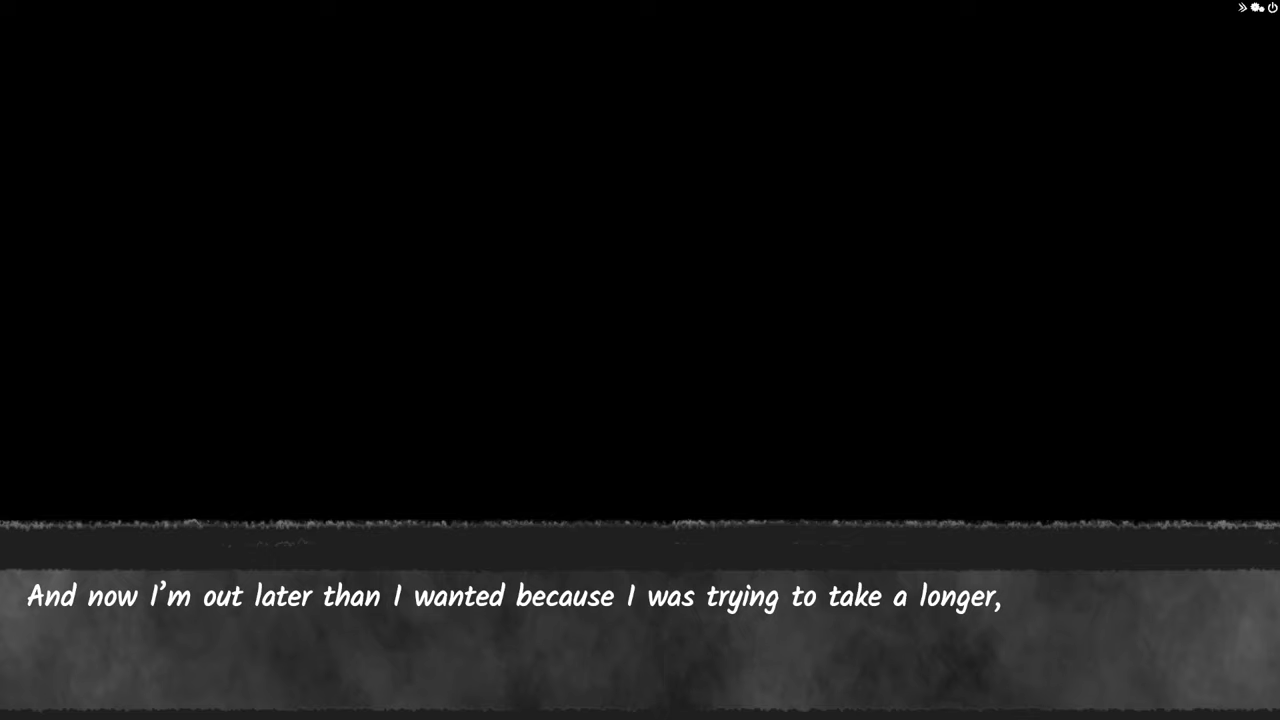 And now I’m out later than I wanted because I was trying to take a longer,